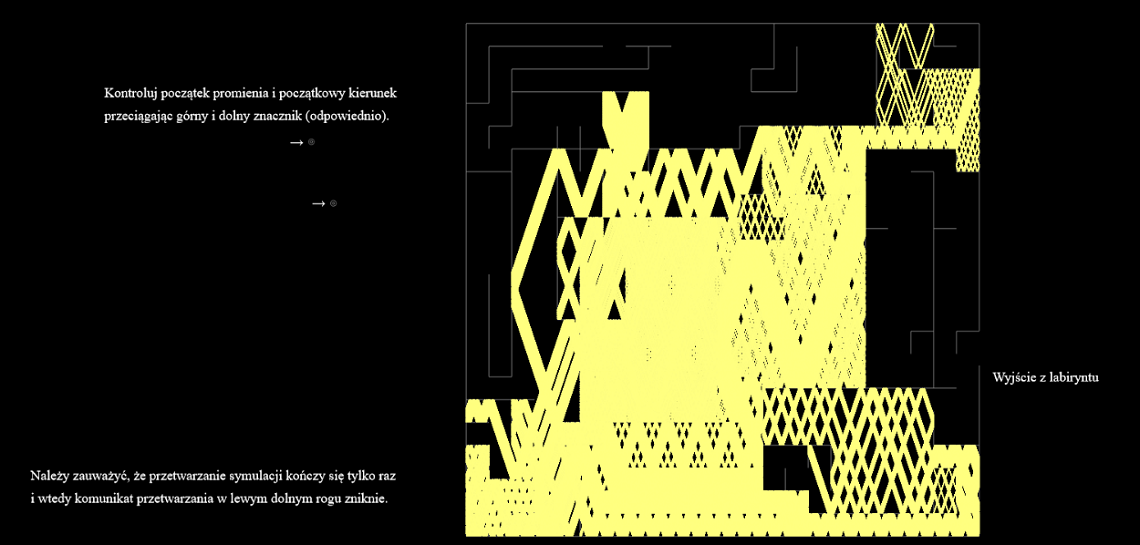 Kontroluj początek promienia i początkowy kierunek
przeciągając górny i dolny znacznik (odpowiednio).
Wyjście z labiryntu
Należy zauważyć, że przetwarzanie symulacji kończy się tylko raz
i wtedy komunikat przetwarzania w lewym dolnym rogu zniknie.